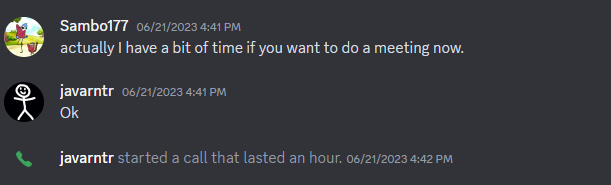 Sambo177 06/21/2023 4:41 PM
actually I have a bit of time if you want to do a meeting now.
javarntr 06/21/2023 4:41 PM
Ok
javarntr started a call that lasted an hour. 06/21/2023 4:42 PM